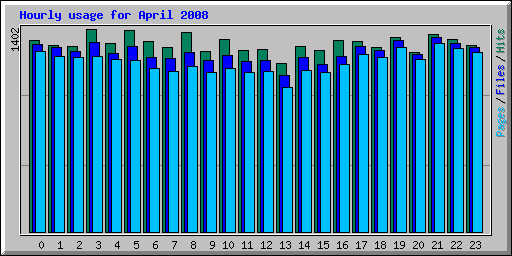 Hourly usage for April 2008
1402
Pages/Files/Hits
0 1 2 3 4 5 6 7 8 9 10 11 12 13 14 15 16 17 18 19 20 21 22 23